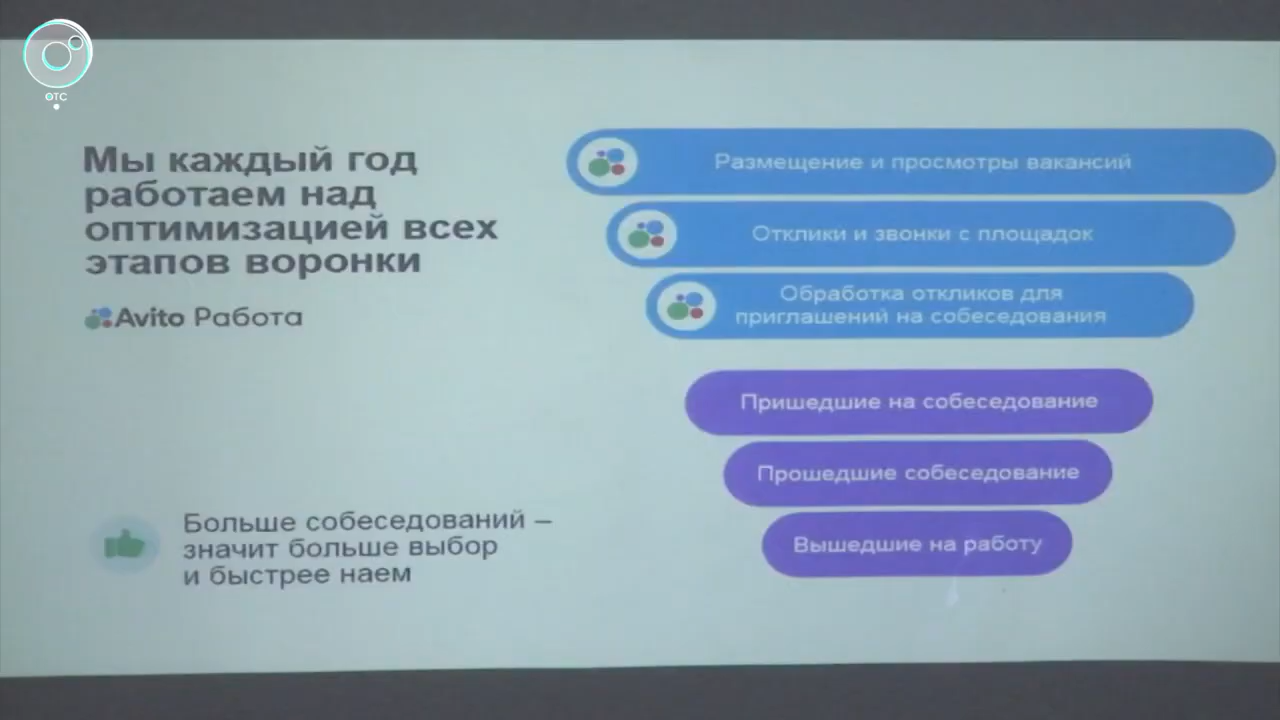 ОТС
Мы каждый год
работаем над
оптимизацией всех
этапов воронки
Avito Работа
Больше собеседований –
значит больше выбор
и быстрее наем
Размещение и просмотры вакансий
Отклики и звонки с площадок
Обработка откликов для
приглашений на собеседования
Пришедшие на собеседование
Прошедшие собеседование
Вышедшие на работу